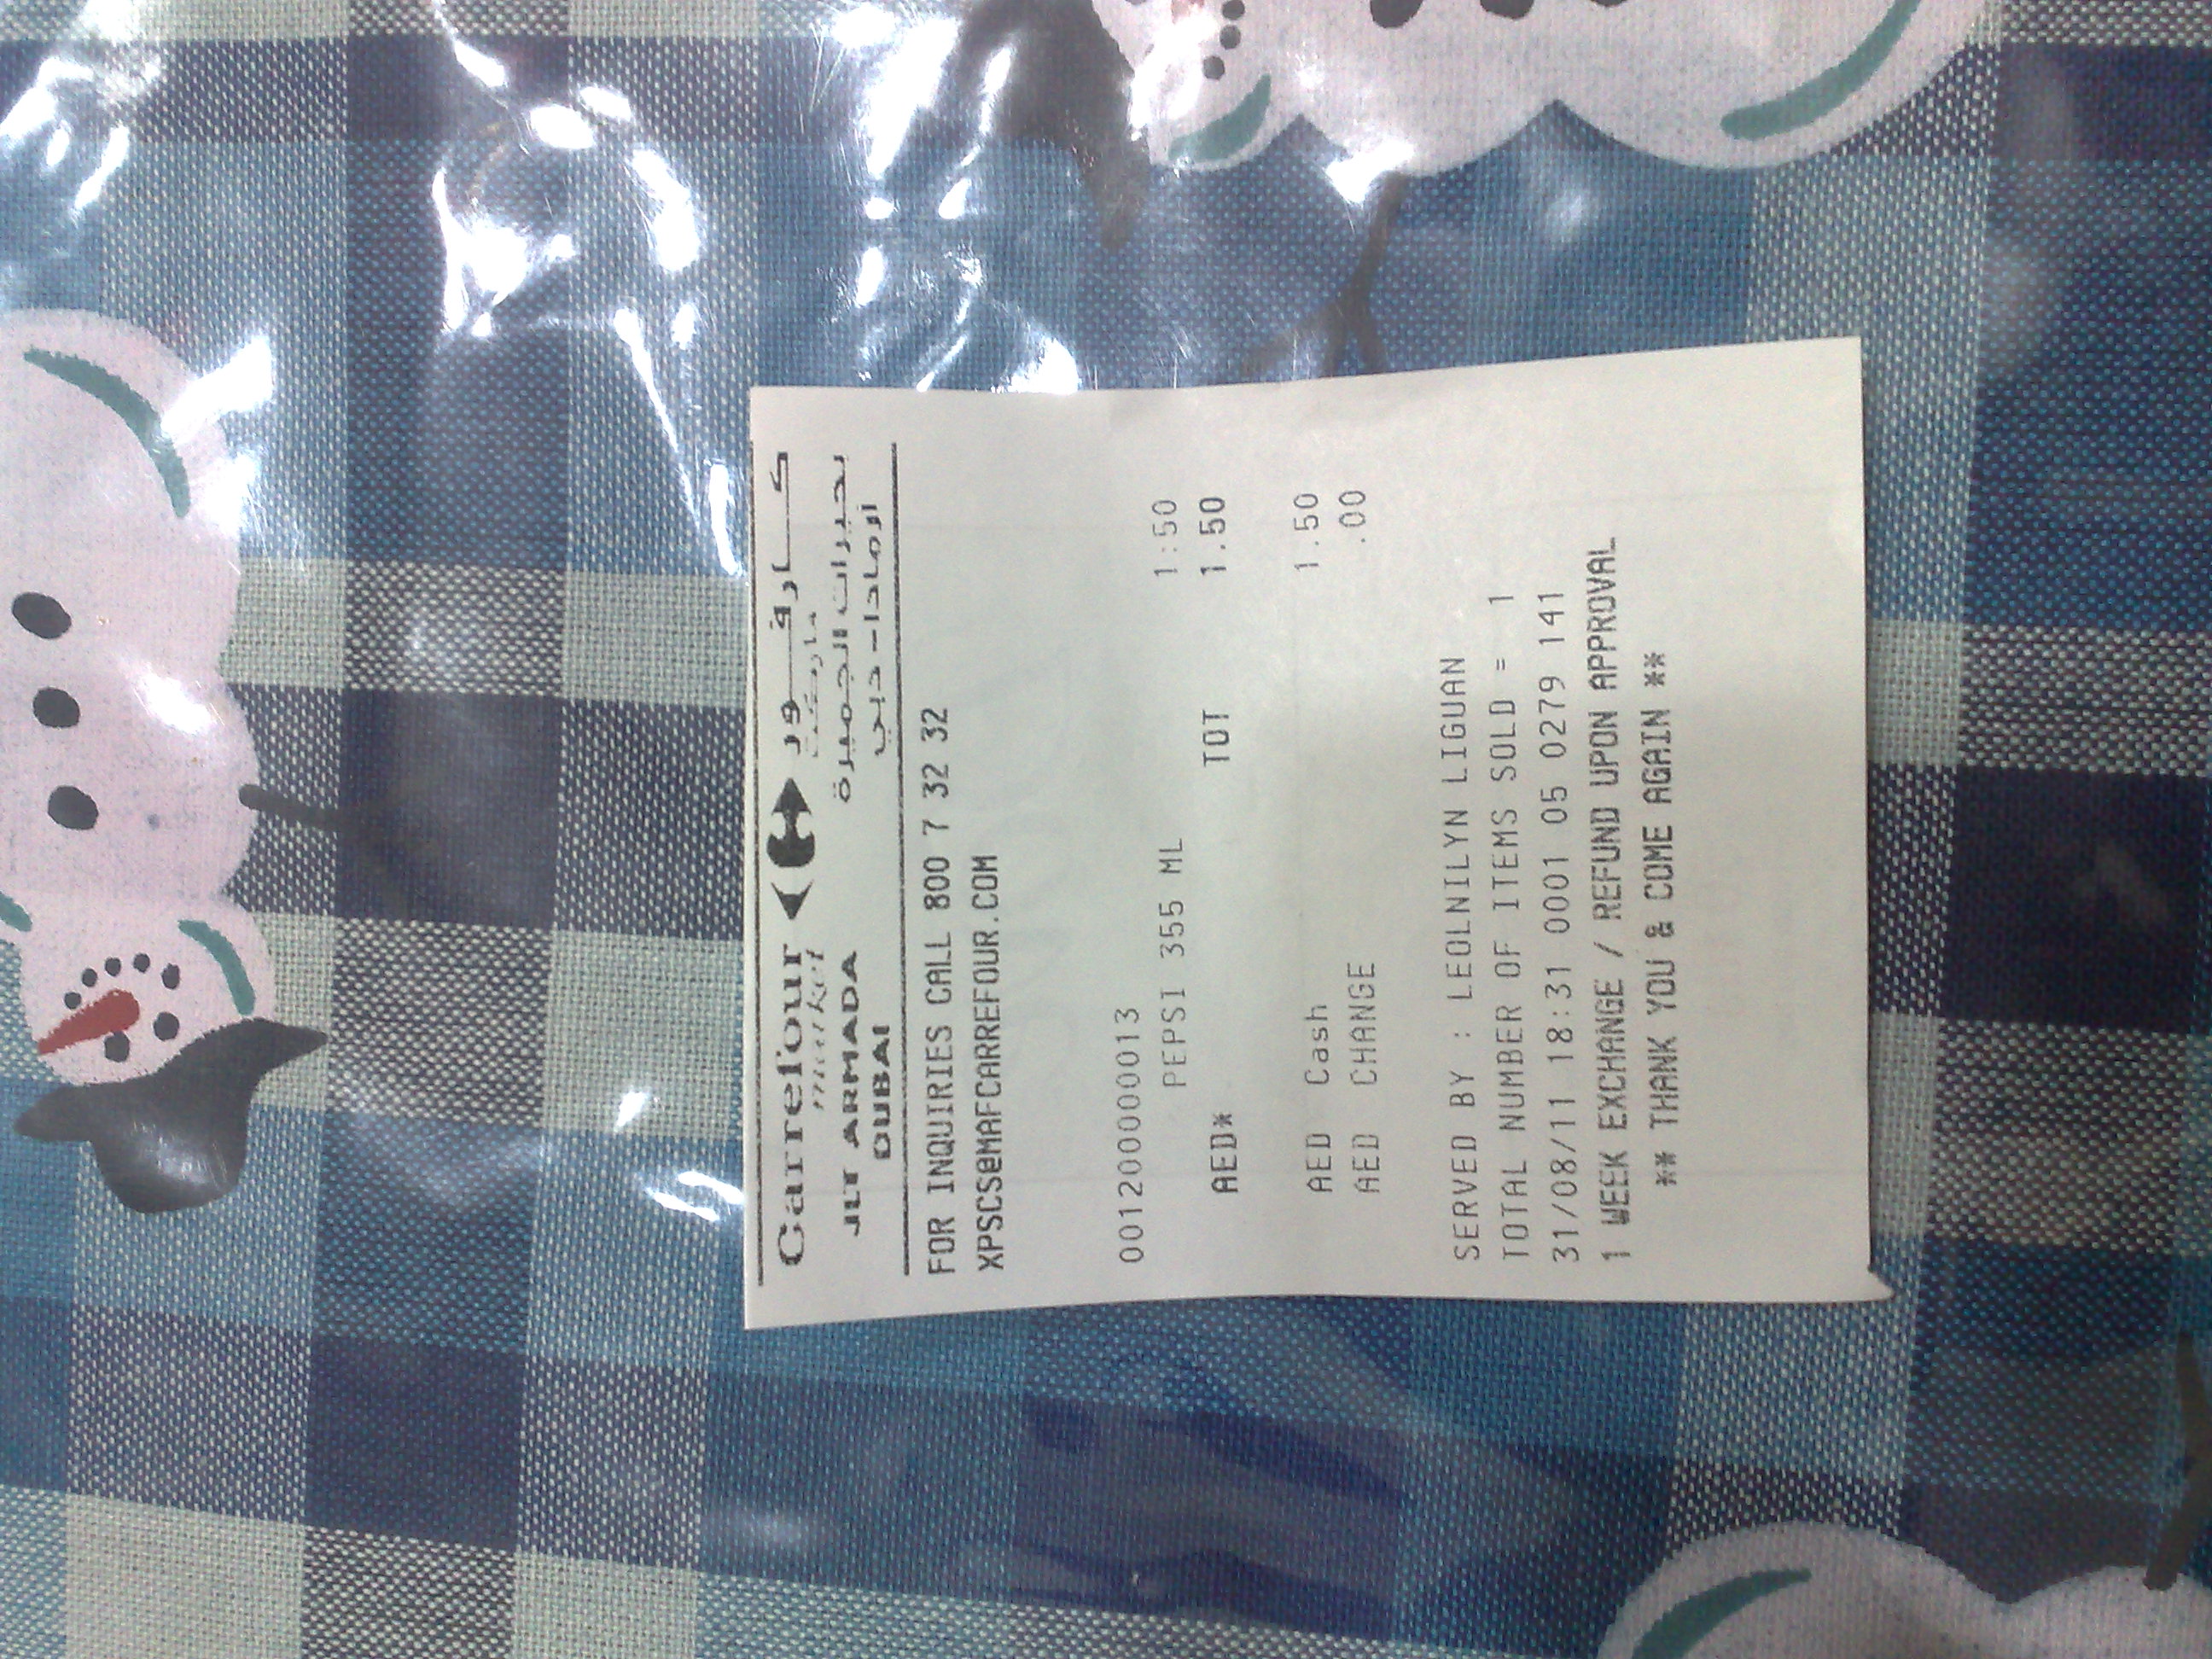 Carrefour كارفور
market ماركت
JLT ARMADA بحيرات الجميرة
DUBAI أرمادا - دبي
FOR INQUIRIES CALL 800 7 32 32
XPSCS@MAFCARREFOUR.COM
0012000000013
PEPSI 355 ML 1:50
AED* TOT 1.50
AED Cash 1.50
AED CHANGE .00
SERVED BY : LEOLNILYN LIGUAN
TOTAL NUMBER OF ITEMS SOLD = 1
31/08/11 18:31 0001 05 0279 141
1 WEEK EXCHANGE / REFUND UPON APPROVAL
** THANK YOU & COME AGAIN **